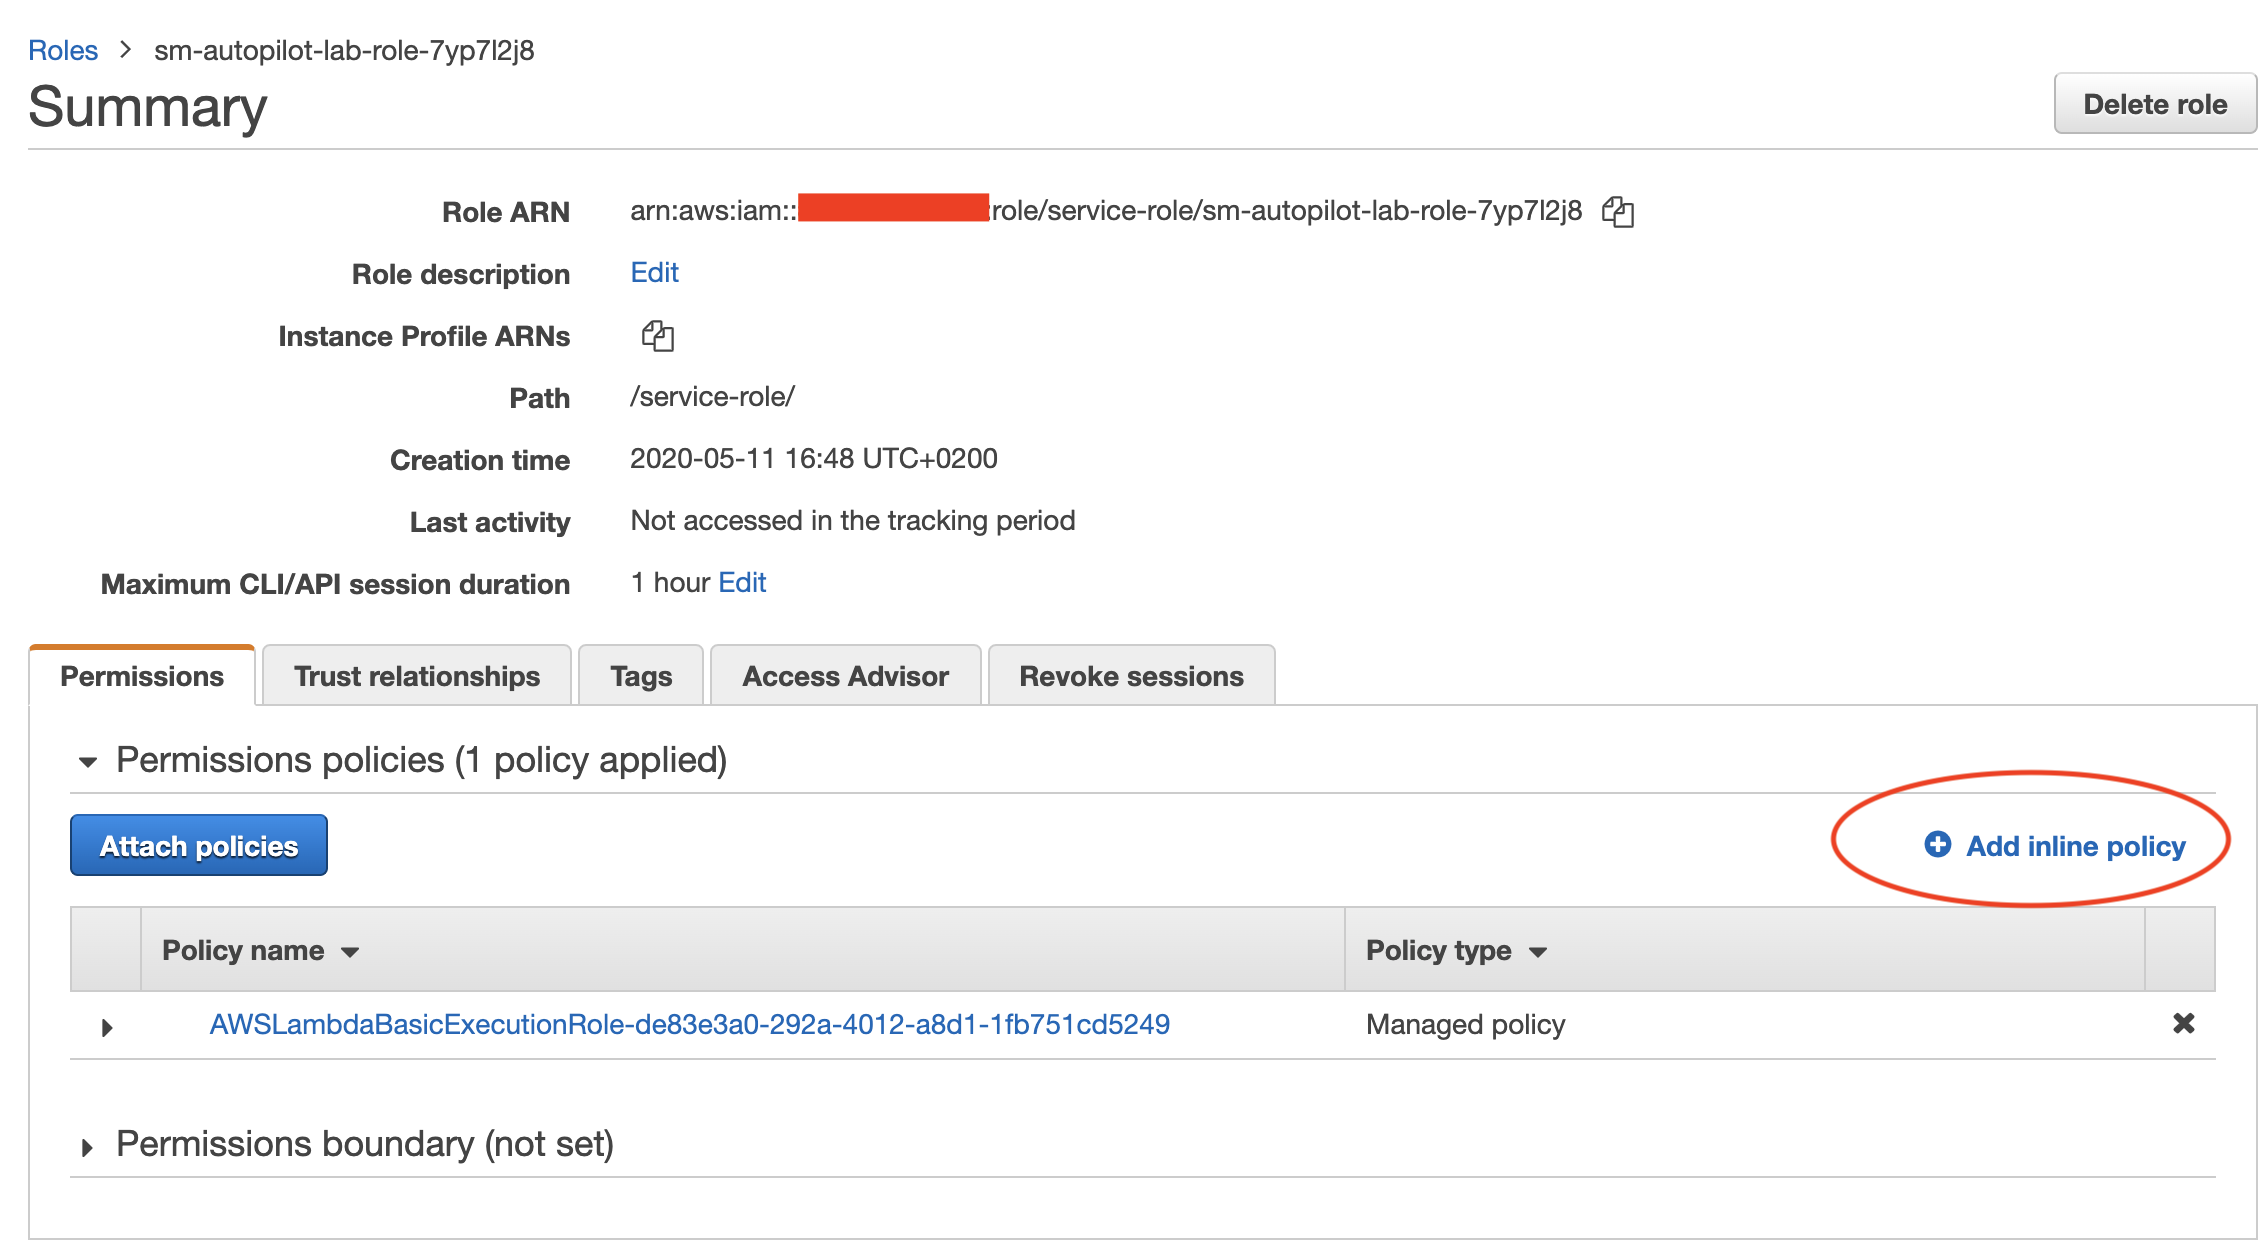 Roles > sm-autopilot-lab-role-7yp7l2j8
Summary
Delete role
Role ARN arn:aws:iam:: :role/service-role/sm-autopilot-lab-role-7yp7l2j8
Role description Edit
Instance Profile ARNs
Path /service-role/
Creation time 2020-05-11 16:48 UTC+0200
Last activity Not accessed in the tracking period
Maximum CLI/API session duration 1 hour Edit
Permissions Trust relationships Tags Access Advisor Revoke sessions
Permissions policies (1 policy applied)
Attach policies Add inline policy
Policy name Policy type
AWSLambdaBasicExecutionRole-de83e3a0-292a-4012-a8d1-1fb751cd5249 Managed policy
Permissions boundary (not set)